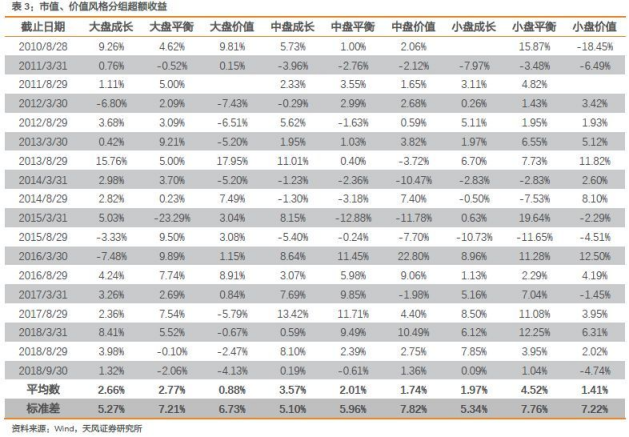 表 3：市值、价值风格分组超额收益
截止日期 大盘成长 大盘平衡 大盘价值 中盘成长 中盘平衡 中盘价值 小盘成长 小盘平衡 小盘价值
2010/8/28 9.26% 4.62% 9.81% 5.73% 1.00% 2.06% 15.87% -18.45%
2011/3/31 0.76% -0.52% 0.15% -3.96% -2.76% -2.12% -7.97% -3.48% -6.49%
2011/8/29 1.11% 5.00% 2.33% 3.55% 1.65% 3.11% 4.82%
2012/3/30 -6.80% 2.09% -7.43% -0.29% 2.99% 2.68% 0.26% 1.43% 3.42%
2012/8/29 3.68% 3.09% -6.51% 5.62% -1.63% 0.59% 5.11% 1.95% 1.93%
2013/3/30 0.42% 9.21% -5.20% 1.95% 1.03% 3.82% 1.97% 6.55% 5.12%
2013/8/29 15.76% 5.00% 17.95% 11.01% 0.40% -3.72% 6.70% 7.73% 11.82%
2014/3/31 2.98% 3.70% -5.20% -1.23% -2.36% -10.47% -2.83% -2.83% 2.60%
2014/8/29 2.82% 0.23% 7.49% -1.30% -3.18% 7.40% -0.50% -7.53% 8.10%
2015/3/31 5.03% -23.29% 3.04% 8.15% -12.88% -11.78% 0.63% 19.64% -2.29%
2015/8/29 -3.33% 9.50% 3.08% -5.40% -0.24% -7.70% -10.73% -11.65% -4.51%
2016/3/30 -7.48% 9.89% 1.15% 8.64% 11.45% 22.80% 8.96% 11.28% 12.50%
2016/8/29 4.24% 7.74% 8.91% 3.07% 5.98% 9.06% 1.13% 2.29% 4.19%
2017/3/31 3.26% 2.69% 0.84% 7.69% 9.85% -1.98% 5.16% 7.04% -1.45%
2017/8/29 2.36% 7.54% -5.79% 13.42% 11.71% 4.40% 8.50% 11.08% 3.95%
2018/3/31 8.41% 5.52% -0.67% 0.59% 9.49% 10.49% 6.12% 12.25% 6.31%
2018/8/29 3.98% -0.10% -2.47% 8.10% 2.39% 2.75% 7.85% 3.95% 2.02%
2018/9/30 1.32% -2.06% -4.13% 0.19% -0.61% 1.36% 0.09% 1.04% -4.74%
平均数 2.66% 2.77% 0.88% 3.57% 2.01% 1.74% 1.97% 4.52% 1.41%
标准差 5.27% 7.21% 6.73% 5.10% 5.96% 7.82% 5.34% 7.76% 7.22%
资料来源：Wind，天风证券研究所